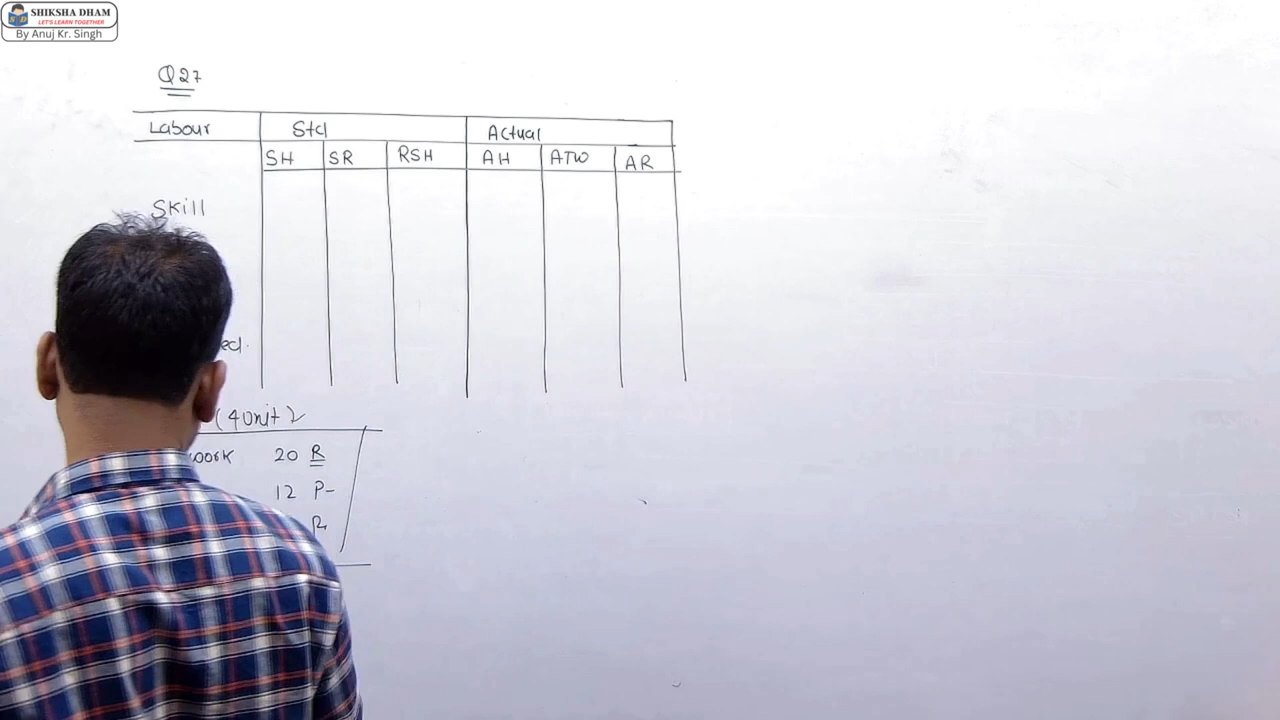 SHIKSHA DHAM
LET'S LEARN TOGETHER
By Anuj Kr. Singh
Q27
Labour Std Actual
SH SR RSH AH ATW AR
Skill
(4Unit)
work 20 R
12 P-
R